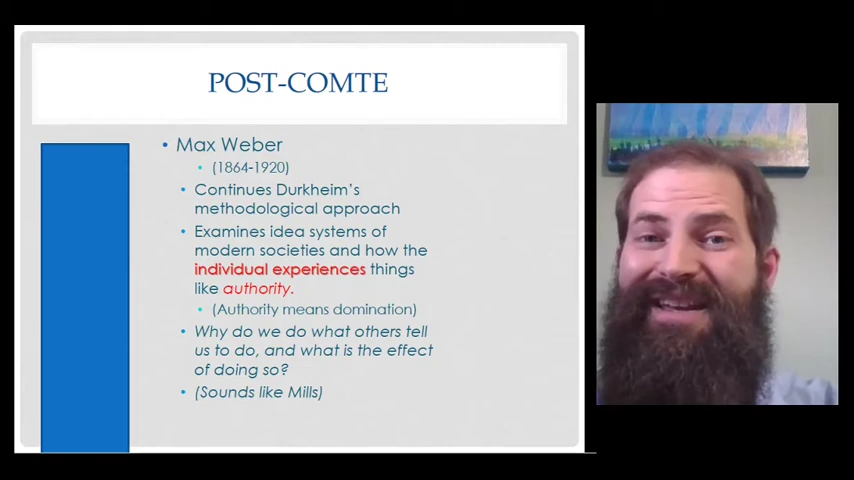 POST-COMTE
• Max Weber
• (1864-1920)
• Continues Durkheim's
methodological approach
• Examines idea systems of
modern societies and how the
individual experiences things
like authority.
• (Authority means domination)
• Why do we do what others tell
us to do, and what is the effect
of doing so?
• (Sounds like Mills)